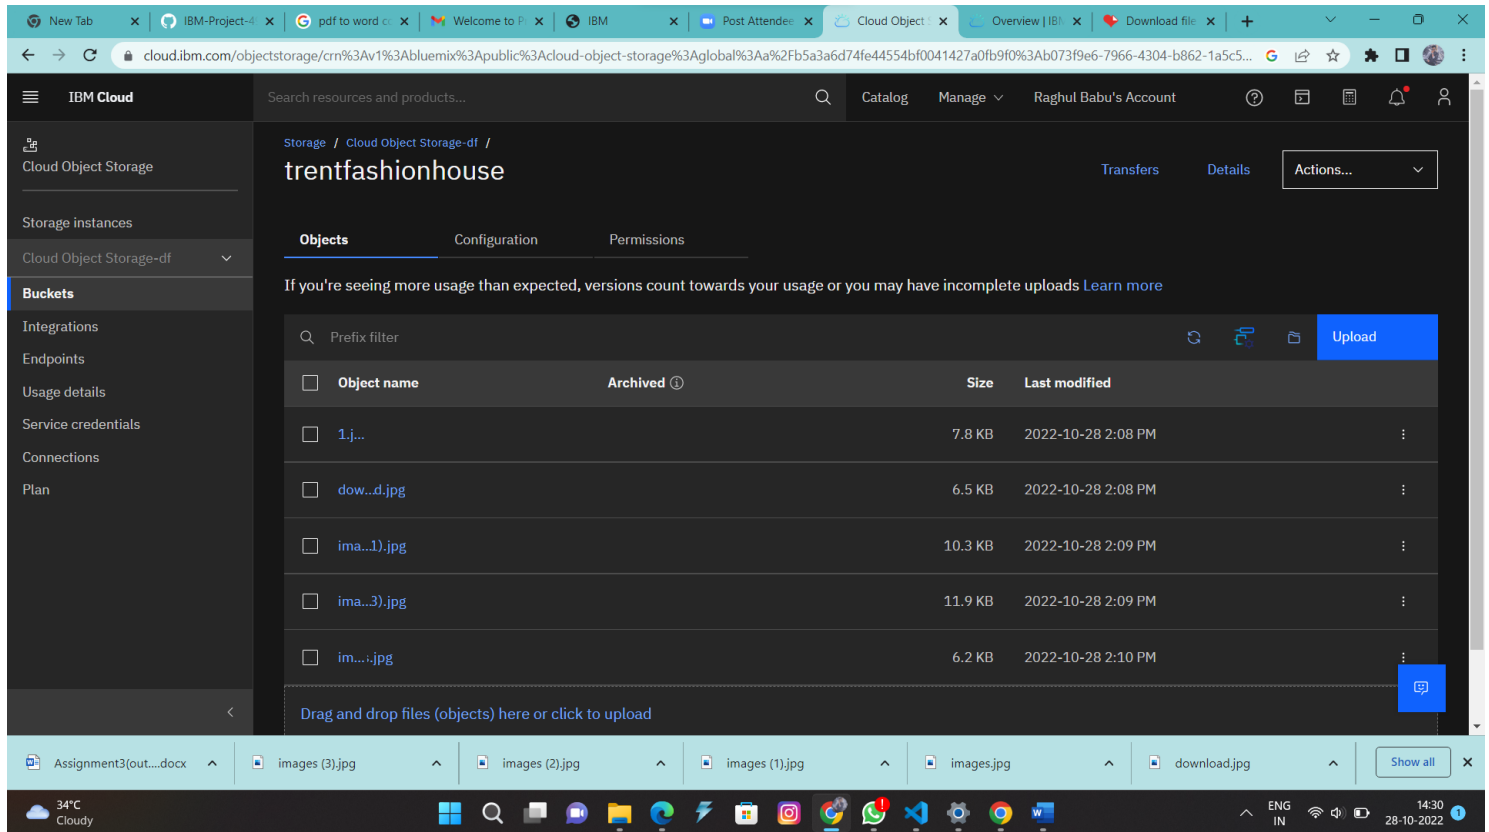 New Tab
IBM-Project-4
pdf to word co
Welcome to P
IBM
Post Attendee
Cloud Object S
Overview | IBM
Download file
cloud.ibm.com/objectstorage/crn%3Av1%3Abluemix%3Apublic%3Acloud-object-storage%3Aglobal%3Aa%2Fb5a3a6d74fe44554bf0041427a0fb9f0%3Ab073f9e6-7966-4304-b862-1a5c5...
IBM Cloud
Search resources and products...
Catalog
Manage
Raghul Babu's Account
Cloud Object Storage
Storage instances
Cloud Object Storage-df
Buckets
Integrations
Endpoints
Usage details
Service credentials
Connections
Plan
Storage / Cloud Object Storage-df /
trentfashionhouse
Transfers
Details
Actions...
Objects
Configuration
Permissions
If you're seeing more usage than expected, versions count towards your usage or you may have incomplete uploads Learn more
Prefix filter
Upload
Object name Archived Size Last modified
1.j... 7.8 KB 2022-10-28 2:08 PM
dow...d.jpg 6.5 KB 2022-10-28 2:08 PM
ima...1).jpg 10.3 KB 2022-10-28 2:09 PM
ima...3).jpg 11.9 KB 2022-10-28 2:09 PM
im...s.jpg 6.2 KB 2022-10-28 2:10 PM
Drag and drop files (objects) here or click to upload
Assignment3(out....docx
images (3).jpg
images (2).jpg
images (1).jpg
images.jpg
download.jpg
Show all
34°C
Cloudy
ENG
IN
14:30
28-10-2022
1